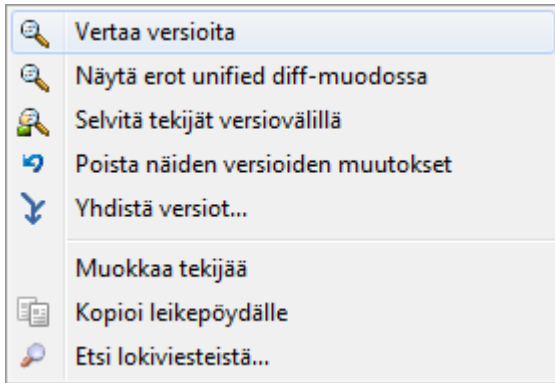 Vertaa versioita
Näytä erot unified diff-muodossa
Selvitä tekijät versiovälillä
Poista näiden versioiden muutokset
Yhdistä versiot...
Muokkaa tekijää
Kopioi leikepöydälle
Etsi lokiviesteistä...